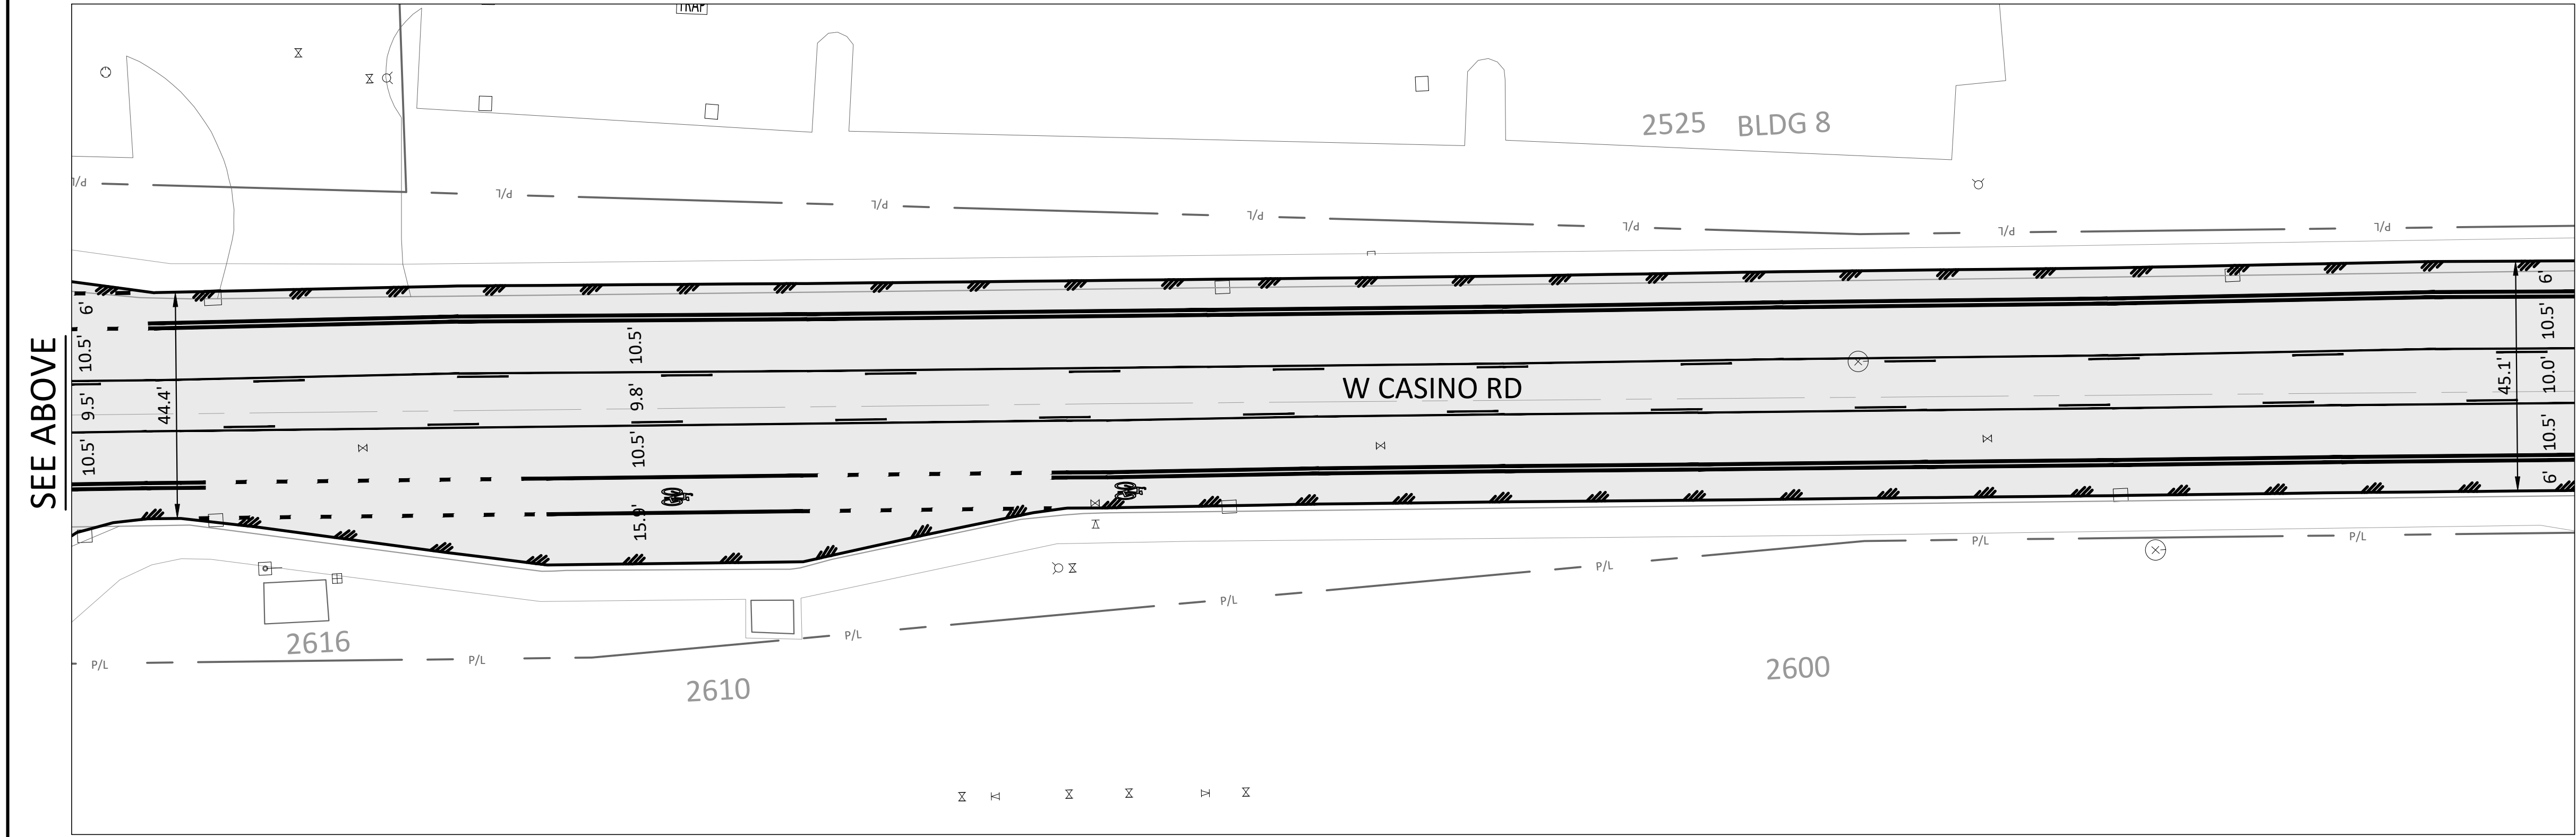 TRAP
2525 BLDG 8
P/L
P/L
P/L
P/L
P/L
P/L
P/L
SEE ABOVE
6'
10.5'
9.5'
10.5'
44.4'
10.5'
9.8'
10.5'
15.9'
W CASINO RD
45.1'
6'
10.5'
10.0'
10.5'
6'
P/L
P/L
P/L
P/L
P/L
P/L
P/L
2616
2610
2600